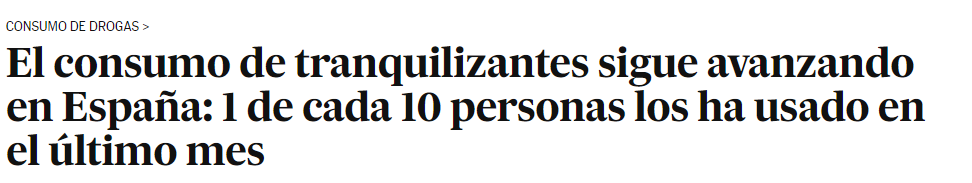 CONSUMO DE DROGAS >
El consumo de tranquilizantes sigue avanzando
en España: 1 de cada 10 personas los ha usado en
el último mes